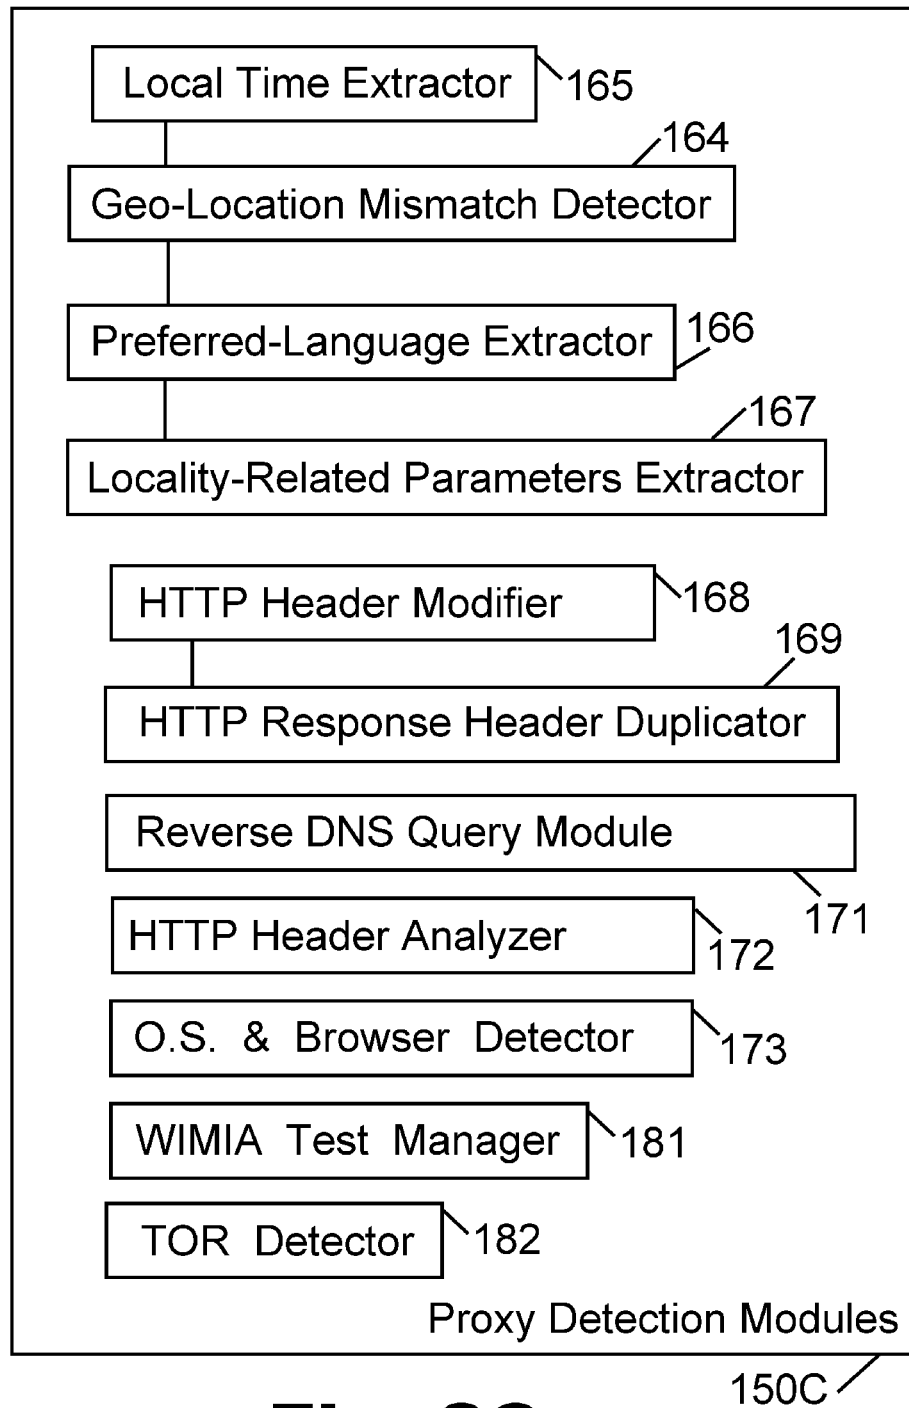 Local Time Extractor 165
164
Geo-Location Mismatch Detector
Preferred-Language Extractor 166
167
Locality-Related Parameters Extractor
HTTP Header Modifier 168
169
HTTP Response Header Duplicator
Reverse DNS Query Module
171
HTTP Header Analyzer 172
O.S. & Browser Detector 173
WIMIA Test Manager 181
TOR Detector 182
Proxy Detection Modules
150C